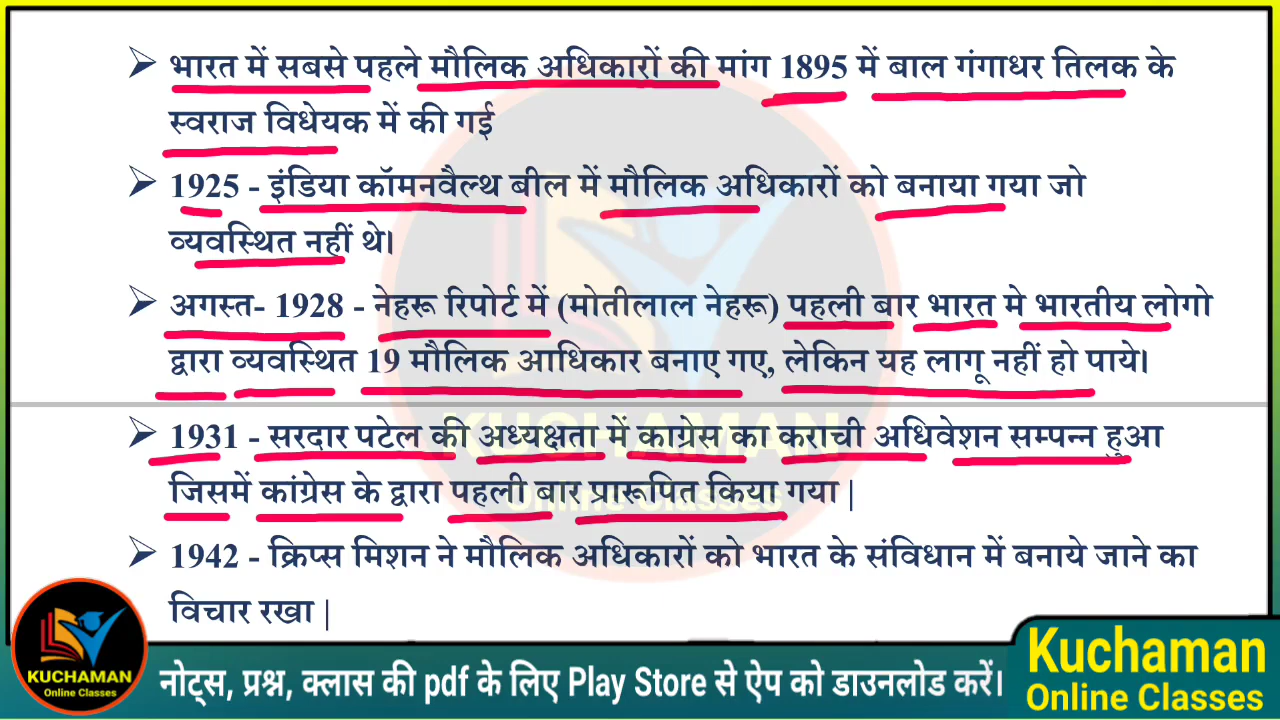 ➢ भारत में सबसे पहले मौलिक अधिकारों की मांग 1895 में बाल गंगाधर तिलक के
स्वराज विधेयक में की गई
➢ 1925 - इंडिया कॉमनवैल्थ बील में मौलिक अधिकारों को बनाया गया जो
व्यवस्थित नहीं थे।
➢ अगस्त- 1928 - नेहरू रिपोर्ट में (मोतीलाल नेहरू) पहली बार भारत मे भारतीय लोगो
द्वारा व्यवस्थित 19 मौलिक आधिकार बनाए गए, लेकिन यह लागू नहीं हो पाये।
➢ 1931 - सरदार पटेल की अध्यक्षता में काग्रेस का कराची अधिवेशन सम्पन्न हुआ
जिसमें कांग्रेस के द्वारा पहली बार प्रारूपित किया गया |
➢ 1942 - क्रिप्स मिशन ने मौलिक अधिकारों को भारत के संविधान में बनाये जाने का
विचार रखा |
KUCHAMAN
Online Classes
KUCHAMAN
Online Classes
नोट्स, प्रश्न, क्लास की pdf के लिए Play Store से ऐप को डाउनलोड करें।
Kuchaman
Online Classes